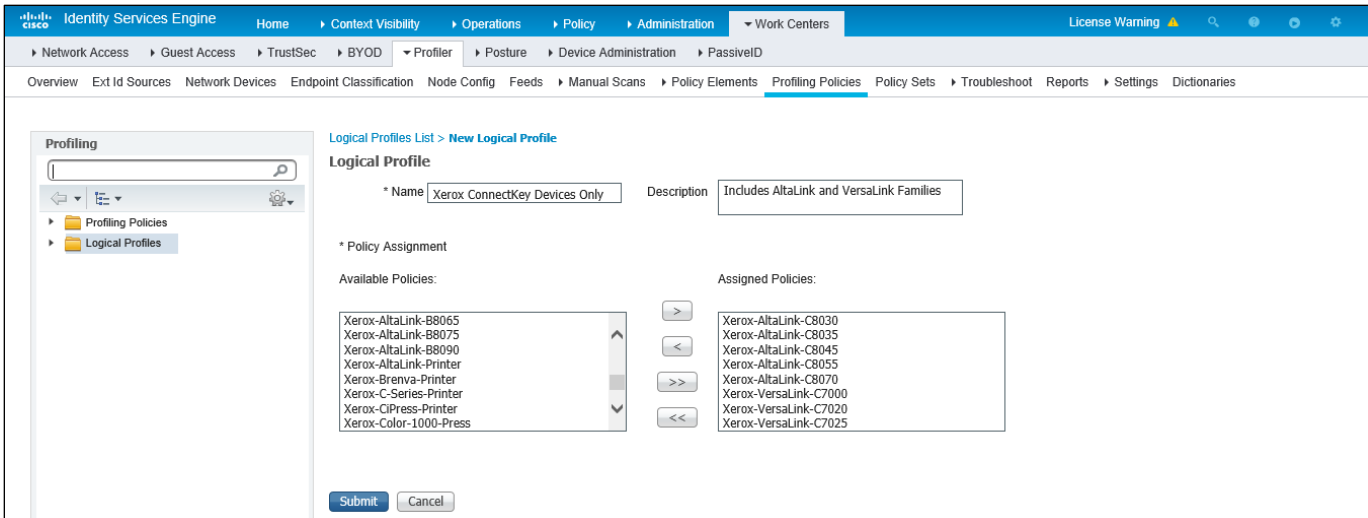 cisco Identity Services Engine Home Context Visibility Operations Policy Administration Work Centers License Warning
Network Access Guest Access TrustSec BYOD Profiler Posture Device Administration PassiveID
Overview Ext Id Sources Network Devices Endpoint Classification Node Config Feeds Manual Scans Policy Elements Profiling Policies Policy Sets Troubleshoot Reports Settings Dictionaries
Profiling
Profiling Policies
Logical Profiles
Logical Profiles List > New Logical Profile
Logical Profile
* Name Xerox ConnectKey Devices Only Description Includes AltaLink and VersaLink Families
* Policy Assignment
Available Policies:
Xerox-AltaLink-B8065
Xerox-AltaLink-B8075
Xerox-AltaLink-B8090
Xerox-AltaLink-Printer
Xerox-Brenva-Printer
Xerox-C-Series-Printer
Xerox-CiPress-Printer
Xerox-Color-1000-Press
>
<
>>
<<
Assigned Policies:
Xerox-AltaLink-C8030
Xerox-AltaLink-C8035
Xerox-AltaLink-C8045
Xerox-AltaLink-C8055
Xerox-AltaLink-C8070
Xerox-VersaLink-C7000
Xerox-VersaLink-C7020
Xerox-VersaLink-C7025
Submit Cancel